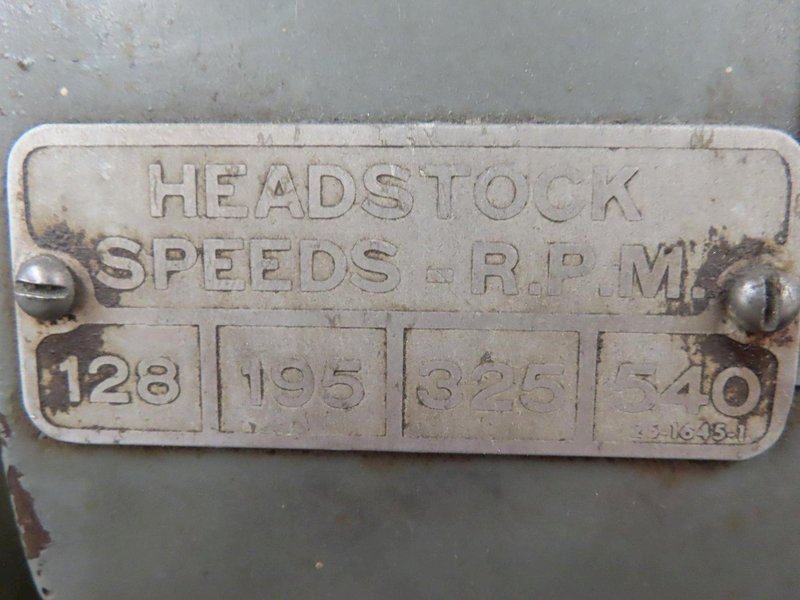 HEADSTOCK
SPEEDS - R.P.M.
128 195 325 540